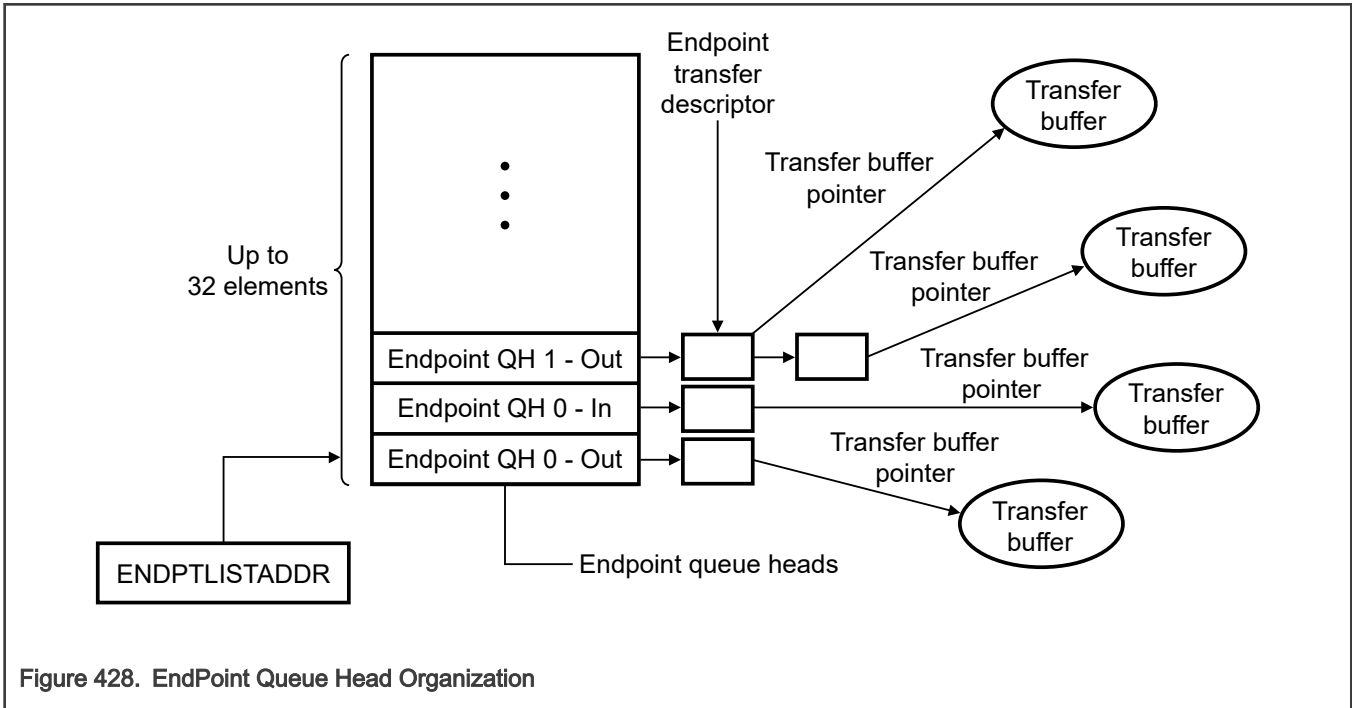 Endpoint
transfer
descriptor
Transfer
buffer
Transfer buffer
pointer
Up to
32 elements
Transfer buffer
pointer
Transfer
buffer
Endpoint QH 1 - Out
Transfer buffer
pointer
Endpoint QH 0 - In
Transfer
buffer
Endpoint QH 0 - Out
Transfer buffer
pointer
Transfer
buffer
ENDPTLISTADDR
Endpoint queue heads
Figure 428. EndPoint Queue Head Organization